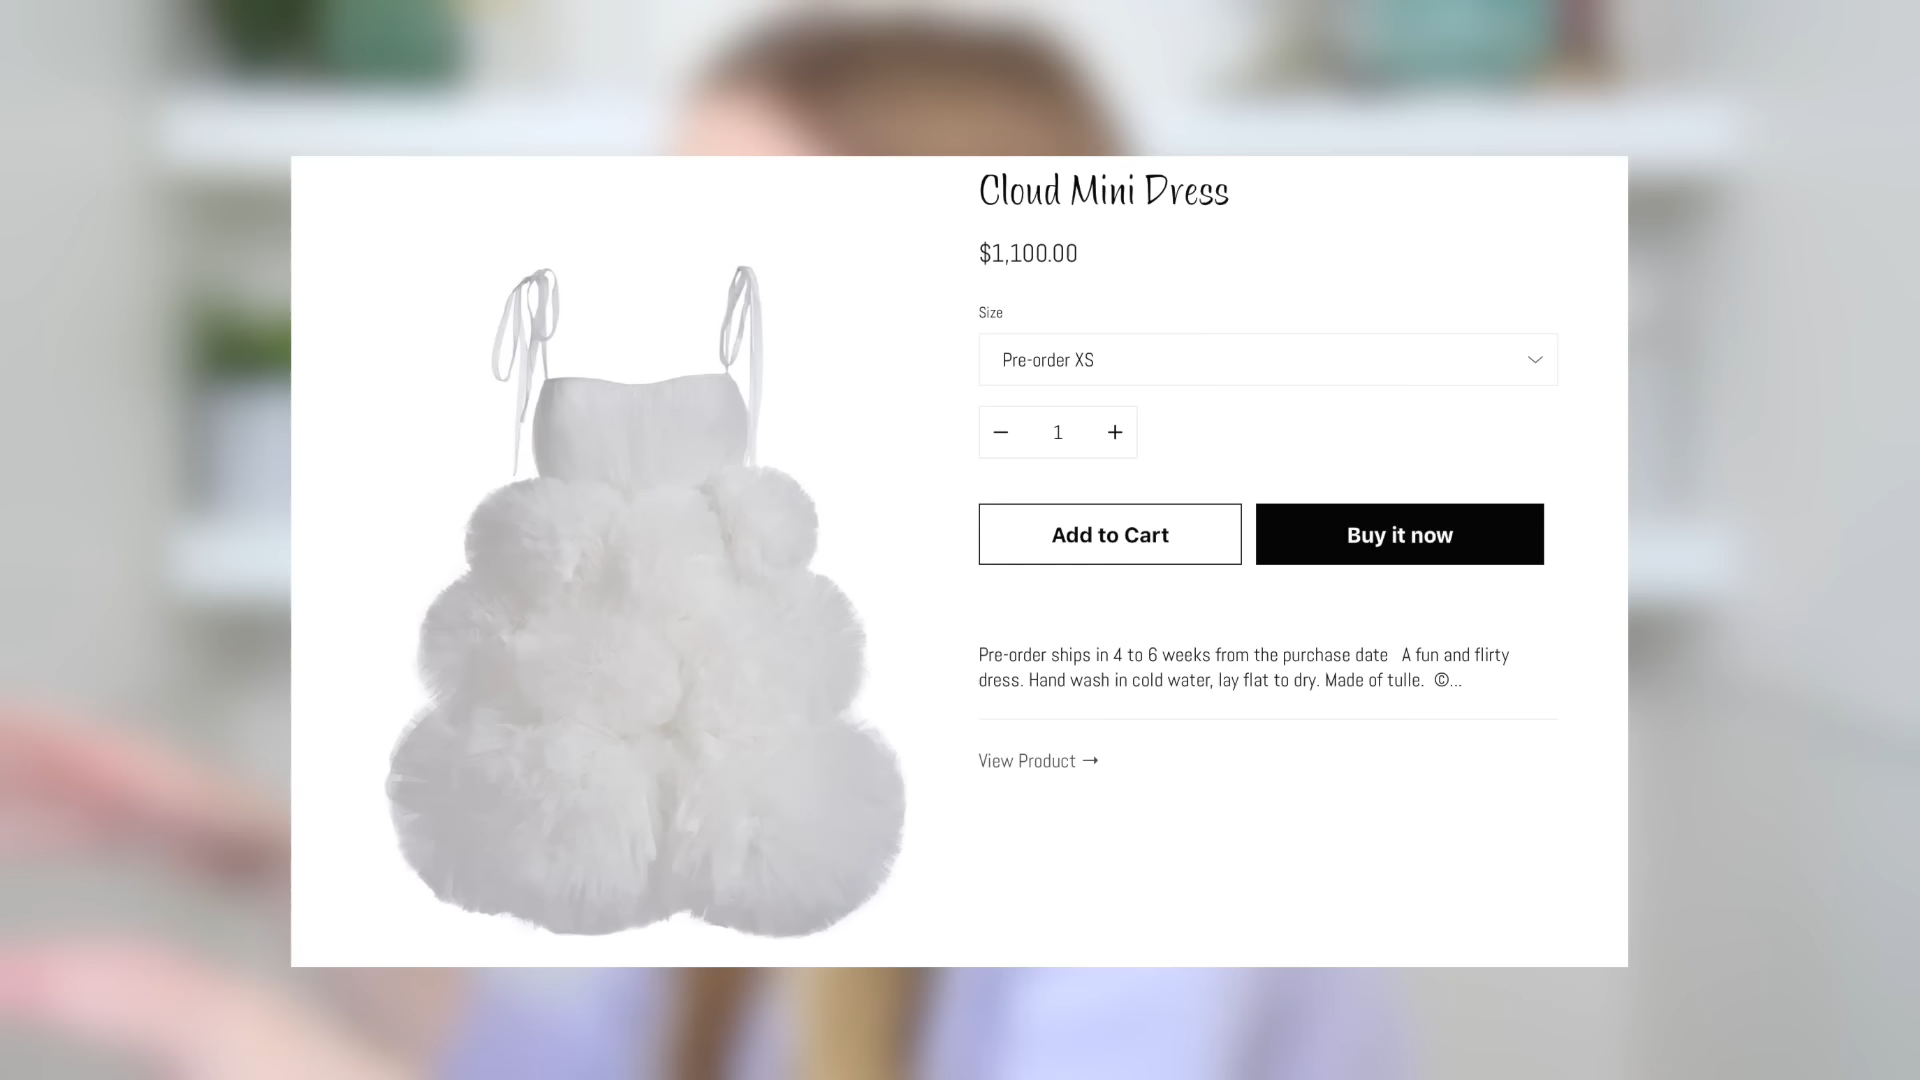 Cloud Mini Dress
$1,100.00
Size
Pre-order XS
− 1 +
Add to Cart
Buy it now
Pre-order ships in 4 to 6 weeks from the purchase date A fun and flirty
dress. Hand wash in cold water, lay flat to dry. Made of tulle. ©...
View Product →